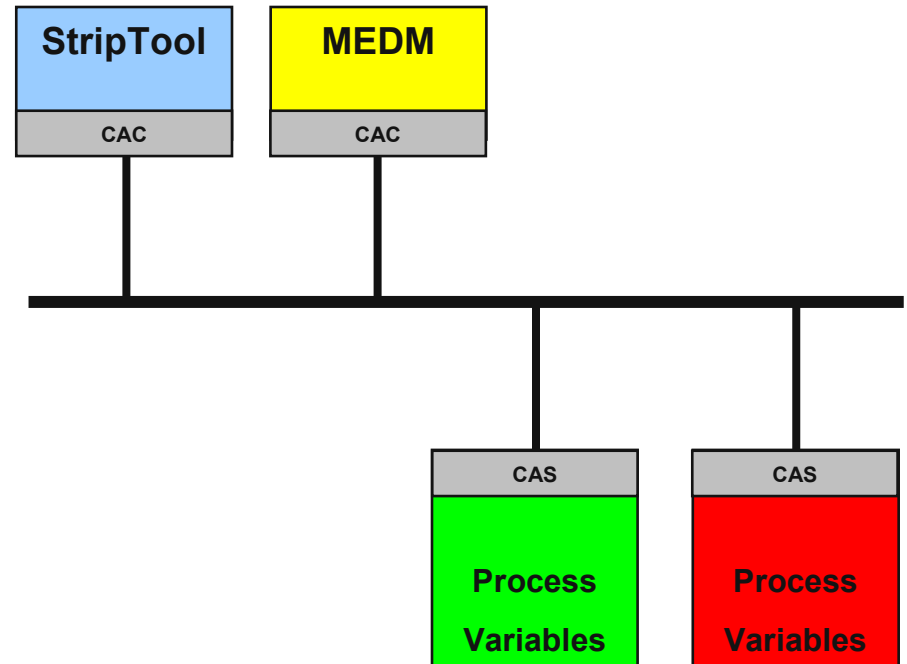 StripTool
MEDM
CAC
CAC
CAS
CAS
Process
Variables
Process
Variables